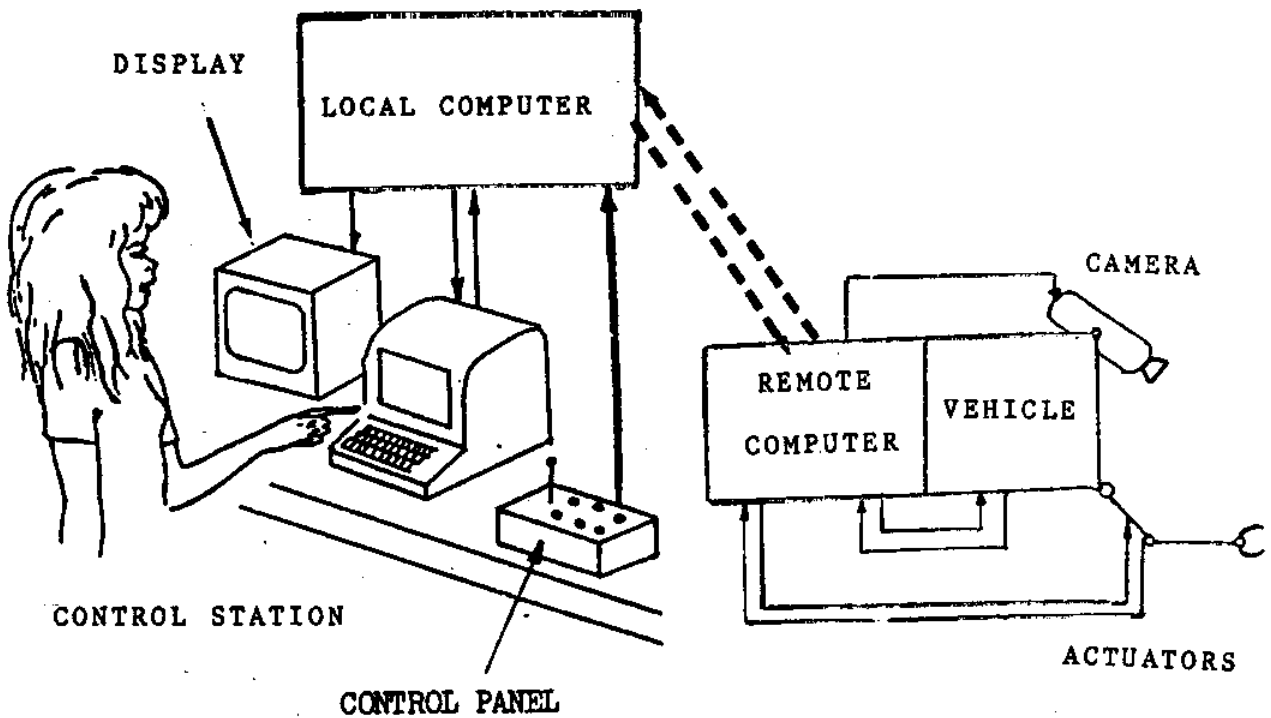 DISPLAY
LOCAL COMPUTER
CAMERA
REMOTE
COMPUTER
VEHICLE
CONTROL STATION
ACTUATORS
CONTROL PANEL